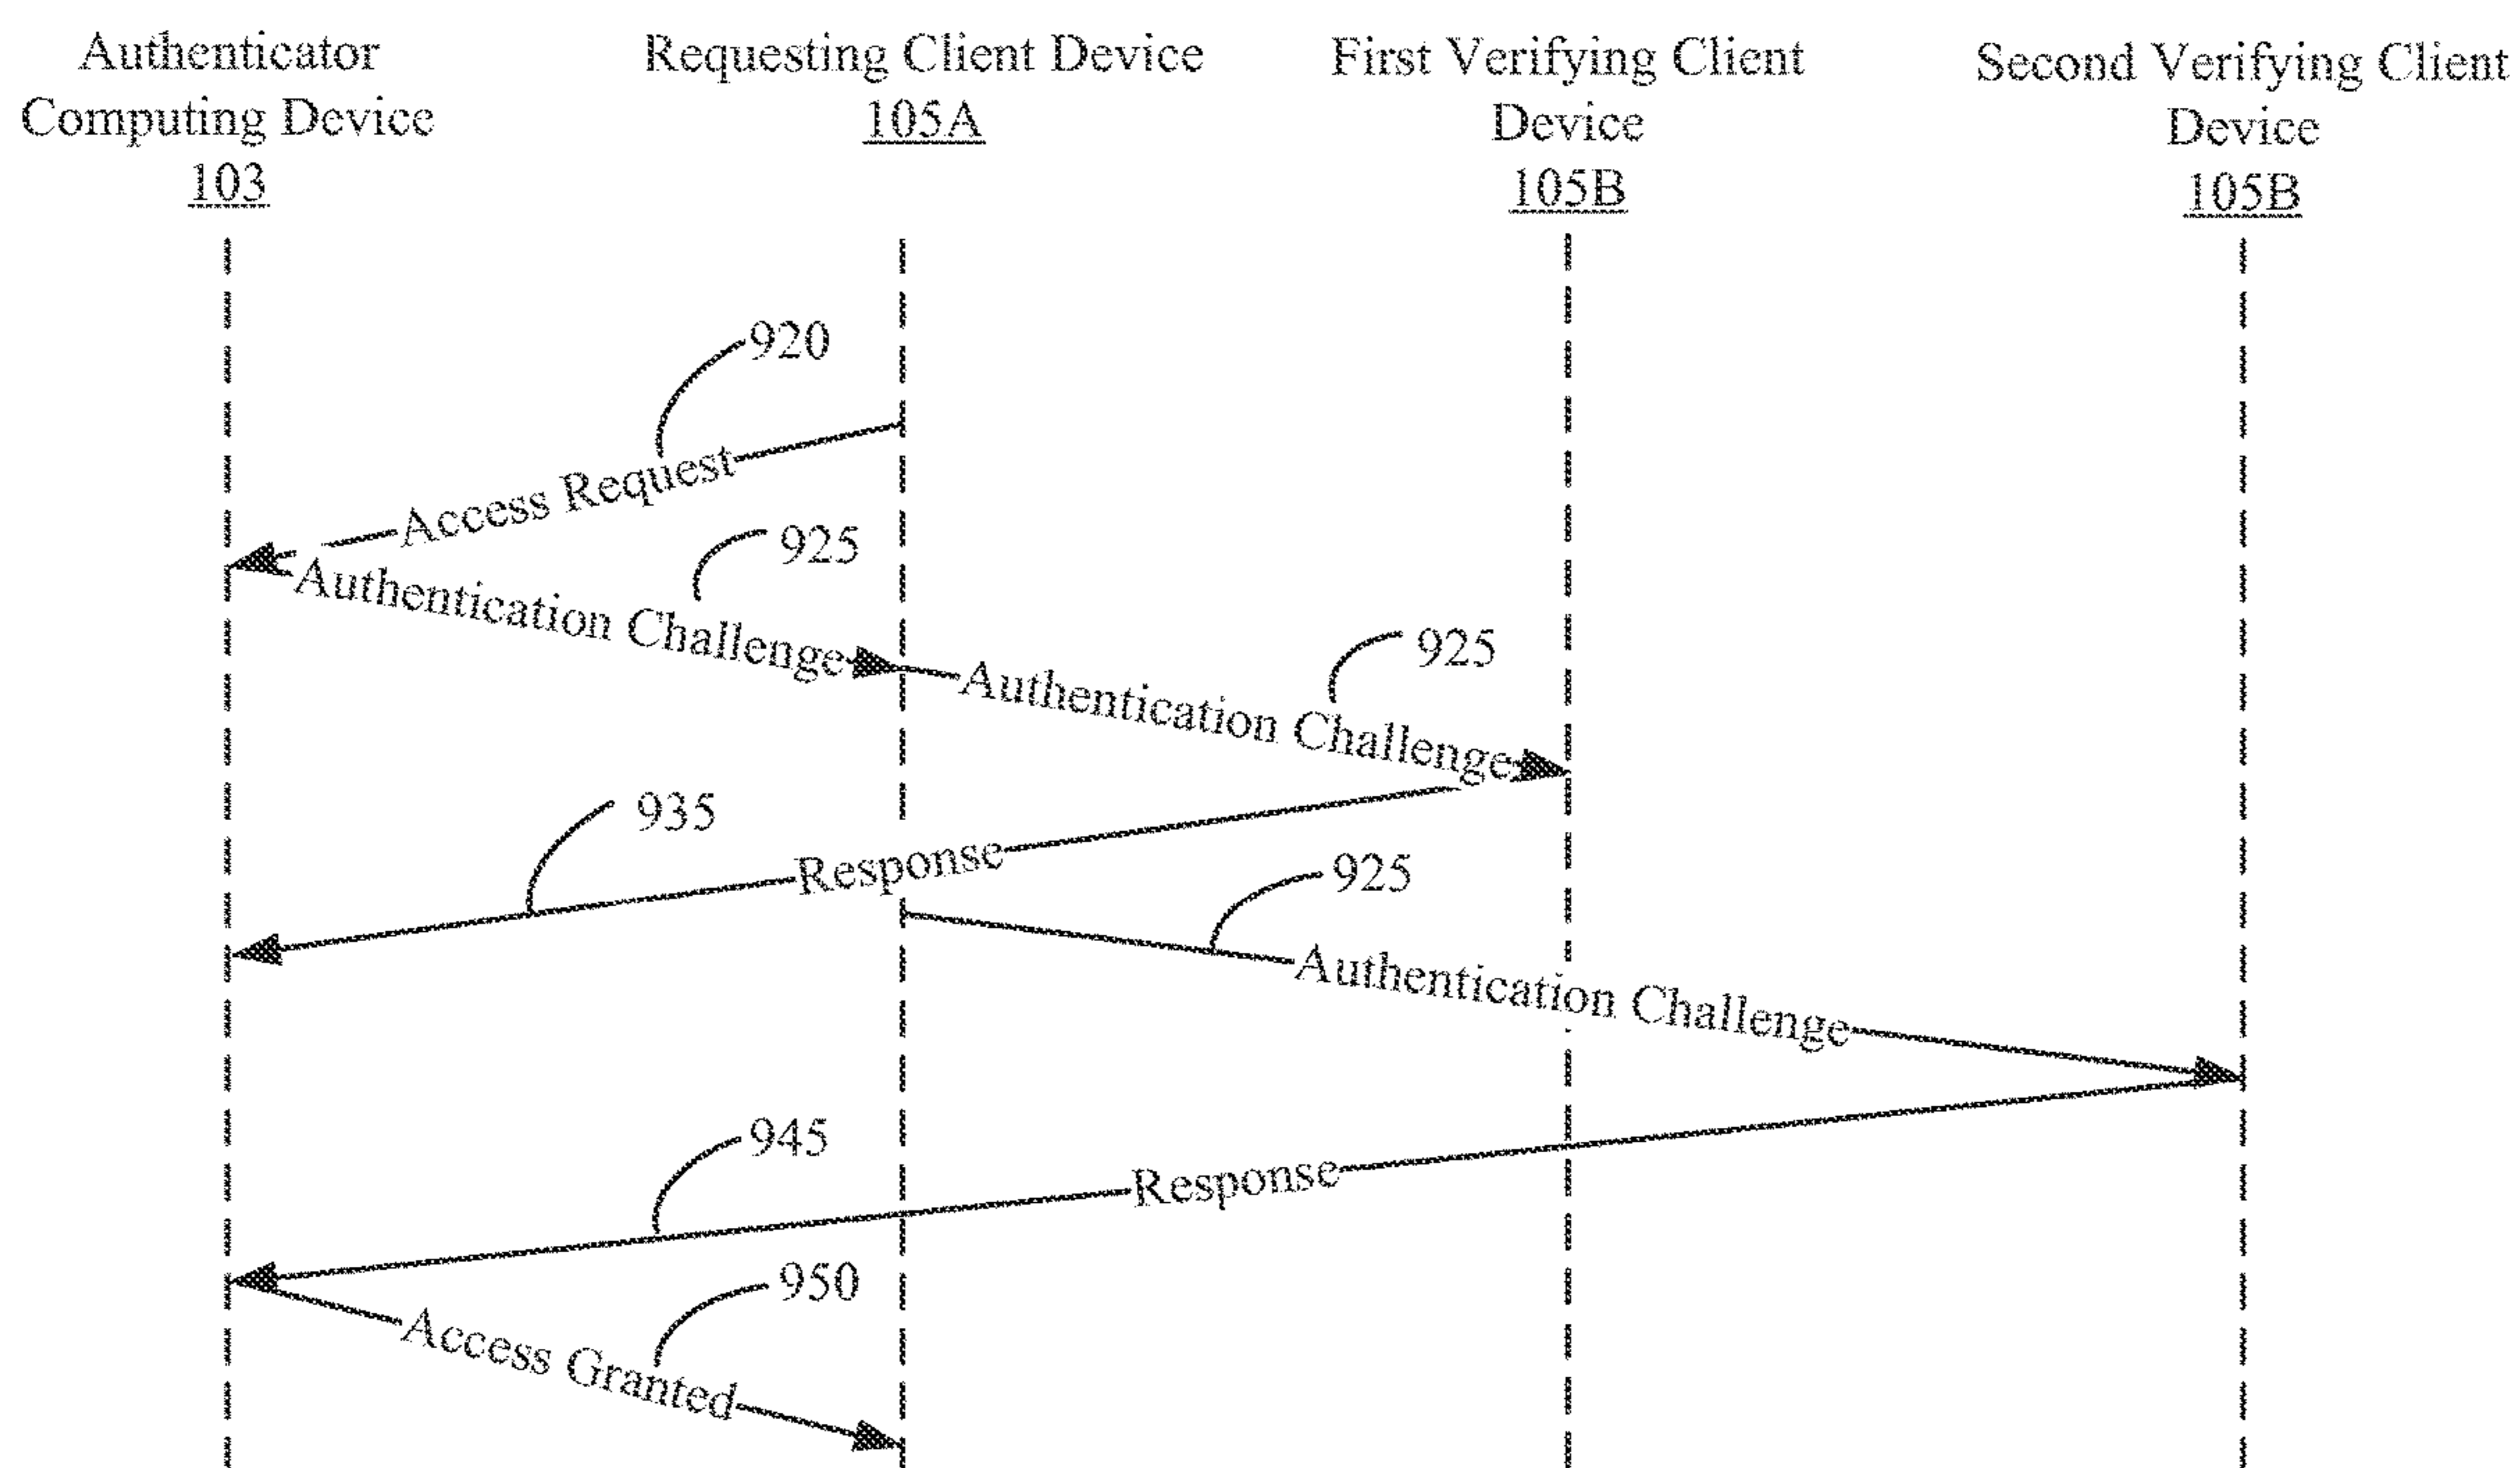 Authenticator
Computing Device
103
Requesting Client Device
105A
First Verifying Client
Device
105B
Second Verifying Client
Device
105B
920
Access Request
925
Authentication Challenge
925
Authentication Challenge
935
Response
925
Authentication Challenge
945
Response
950
Access Granted